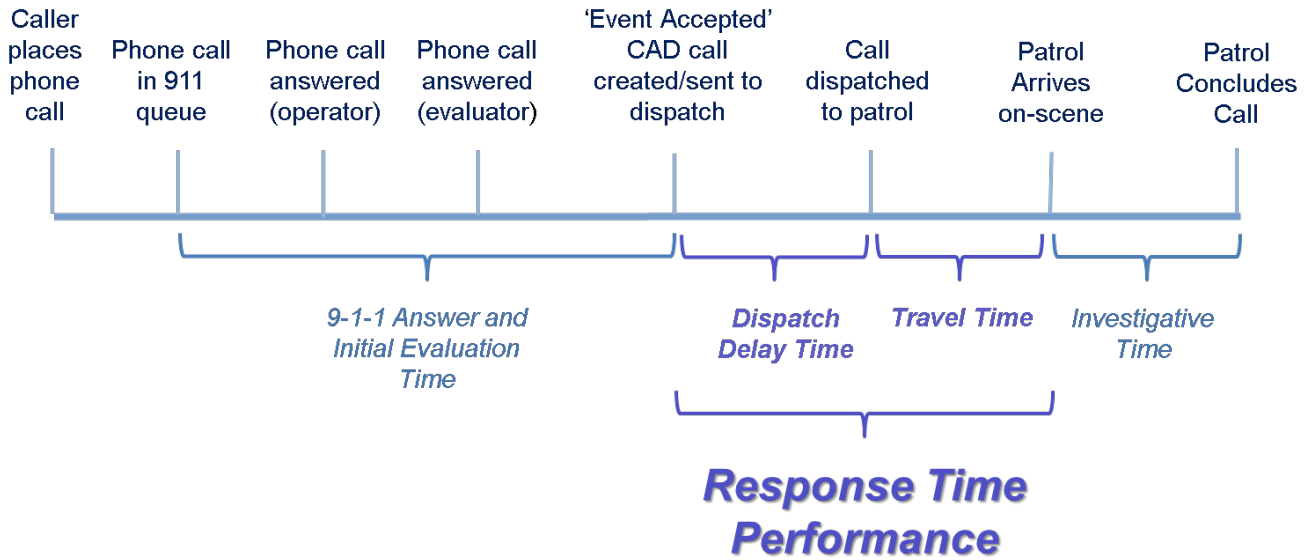 Caller
places
phone
call
Phone call
in 911
queue
Phone call
answered
(operator)
Phone call
answered
(evaluator)
‘Event Accepted’
CAD call
created/sent to
dispatch
Call
dispatched
to patrol
Patrol
Arrives
on-scene
Patrol
Concludes
Call
9-1-1 Answer and
Initial Evaluation
Time
Dispatch
Delay Time
Travel Time
Investigative
Time
Response Time
Performance